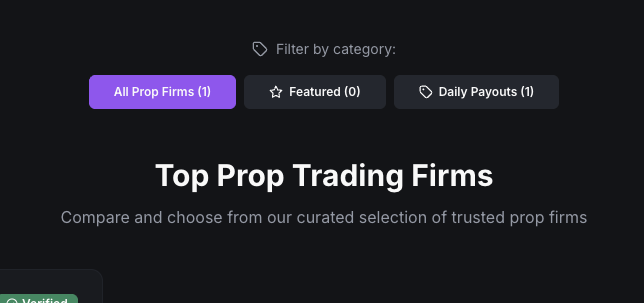 Filter by category:
All Prop Firms (1)
Featured (0)
Daily Payouts (1)
Top Prop Trading Firms
Compare and choose from our curated selection of trusted prop firms
Verified